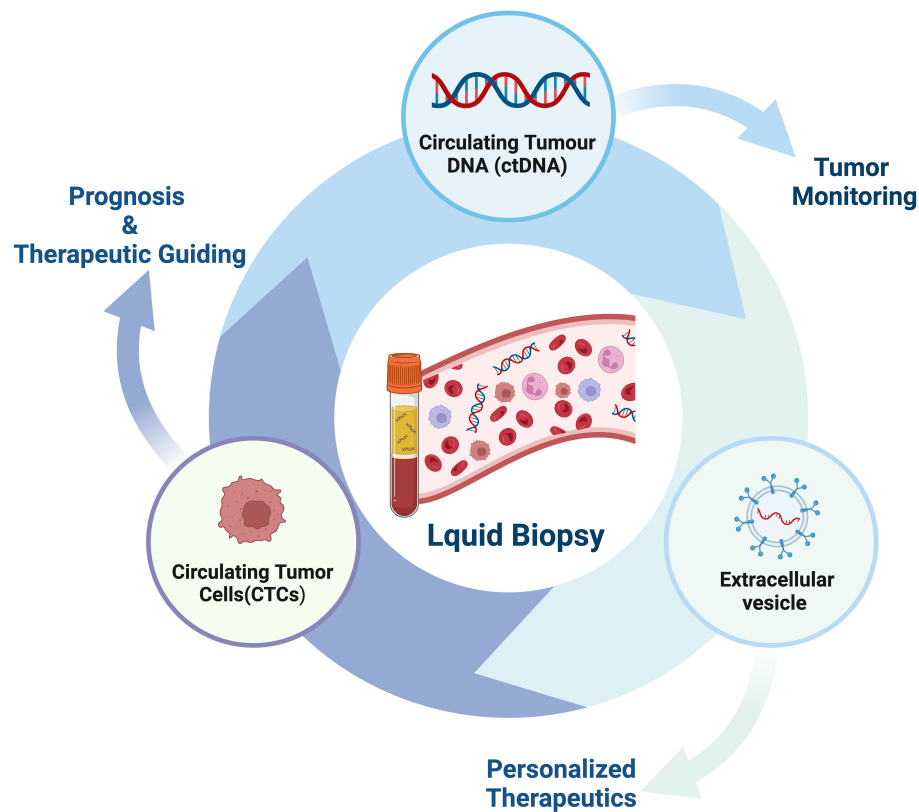 Circulating Tumour
DNA (ctDNA)
Tumor
Monitoring
Prognosis
&
Therapeutic Guiding
Lquid Biopsy
Circulating Tumor
Cells(CTCs)
Extracellular
vesicle
Personalized
Therapeutics